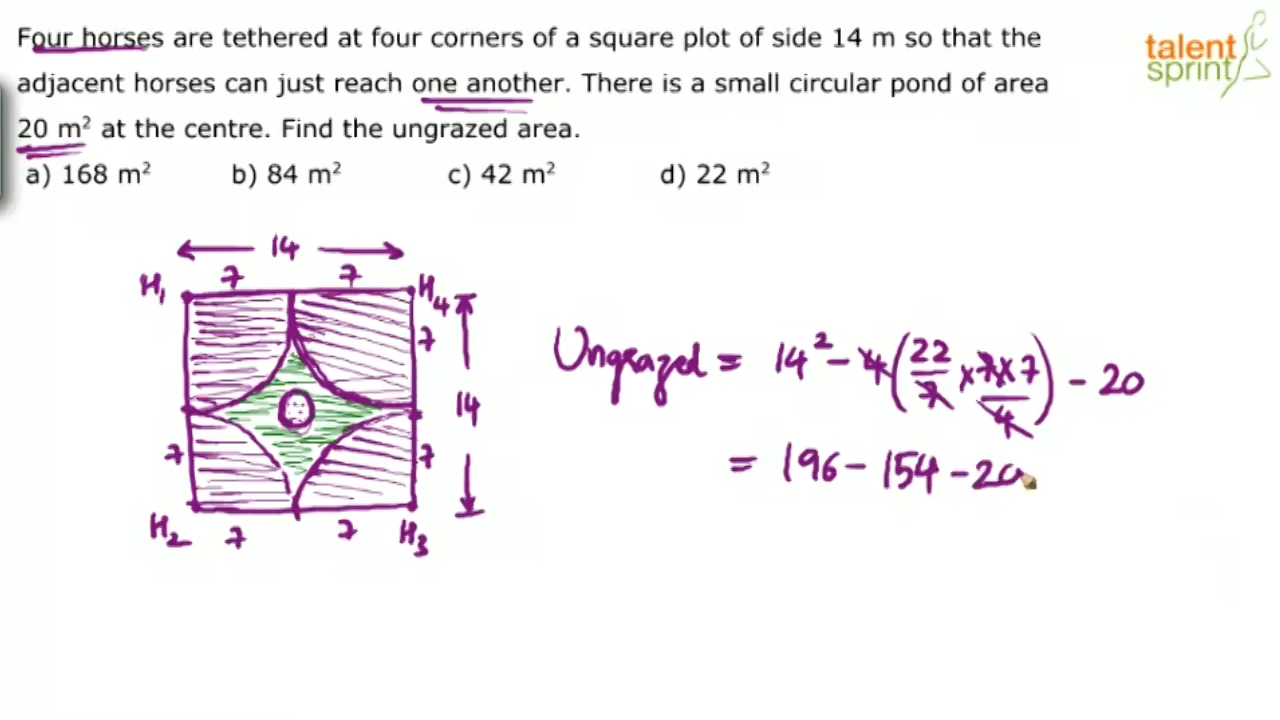 Four horses are tethered at four corners of a square plot of side 14 m so that the
adjacent horses can just reach one another. There is a small circular pond of area
20 m² at the centre. Find the ungrazed area.
a) 168 m² b) 84 m² c) 42 m² d) 22 m²
talent
sprint
14
7 7
H₁ H₄
7
14
7 7
H₂ 7 7 H₃
Ungrazed = 14² - 4(22/7 × 7×7/4) - 20
= 196 - 154 - 20